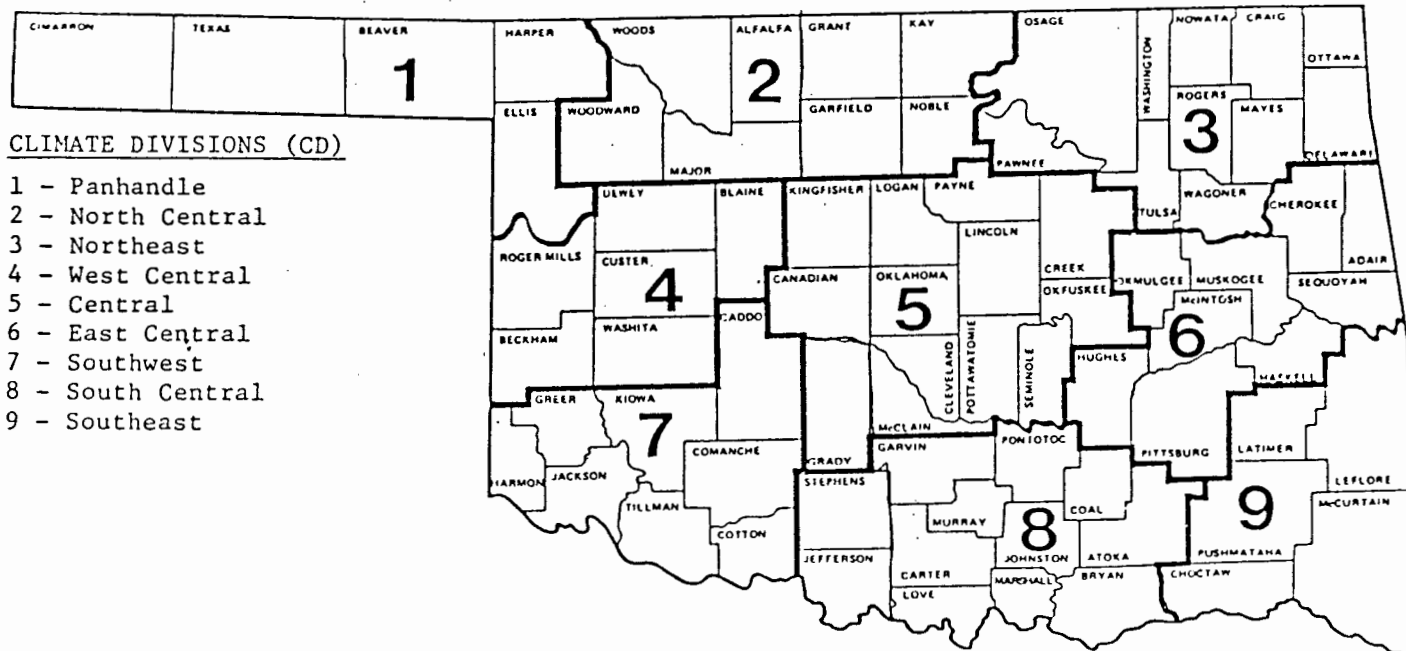 CIMARRON
TEXAS
BEAVER
HARPER
WOODS
ALFALFA
GRANT
KAY
OSAGE
WASHINGTON
NOWATA
CRAIG
OTTAWA
1
2
3
ELLIS
WOODWARD
GARFIELD
NOBLE
ROGERS
MAYES
MAJOR
PAWNEE
DELAWARE
CLIMATE DIVISIONS (CD)
1 - Panhandle
2 - North Central
3 - Northeast
4 - West Central
5 - Central
6 - East Central
7 - Southwest
8 - South Central
9 - Southeast
DEWEY
BLAINE
KINGFISHER
LOGAN
PAYNE
TULSA
WAGONER
CHEROKEE
LINCOLN
ROGER MILLS
CUSTER
CANADIAN
OKLAHOMA
CREEK
OKMULGEE
MUSKOGEE
ADAIR
SEQUOYAH
OKFUSKEE
McINTOSH
4
5
6
BECKHAM
WASHITA
CADDO
CLEVELAND
POTTAWATOMIE
SEMINOLE
HUGHES
HASKELL
GREER
KIOWA
7
McCLAIN
PONTOTOC
GARVIN
COMANCHE
GRADY
PITTSBURG
LATIMER
HARMON
JACKSON
STEPHENS
LEFLORE
McCURTAIN
TILLMAN
MURRAY
COAL
8
9
COTTON
JEFFERSON
JOHNSTON
ATOKA
PUSHMATAHA
CARTER
MARSHALL
BRYAN
CHOCTAW
LOVE